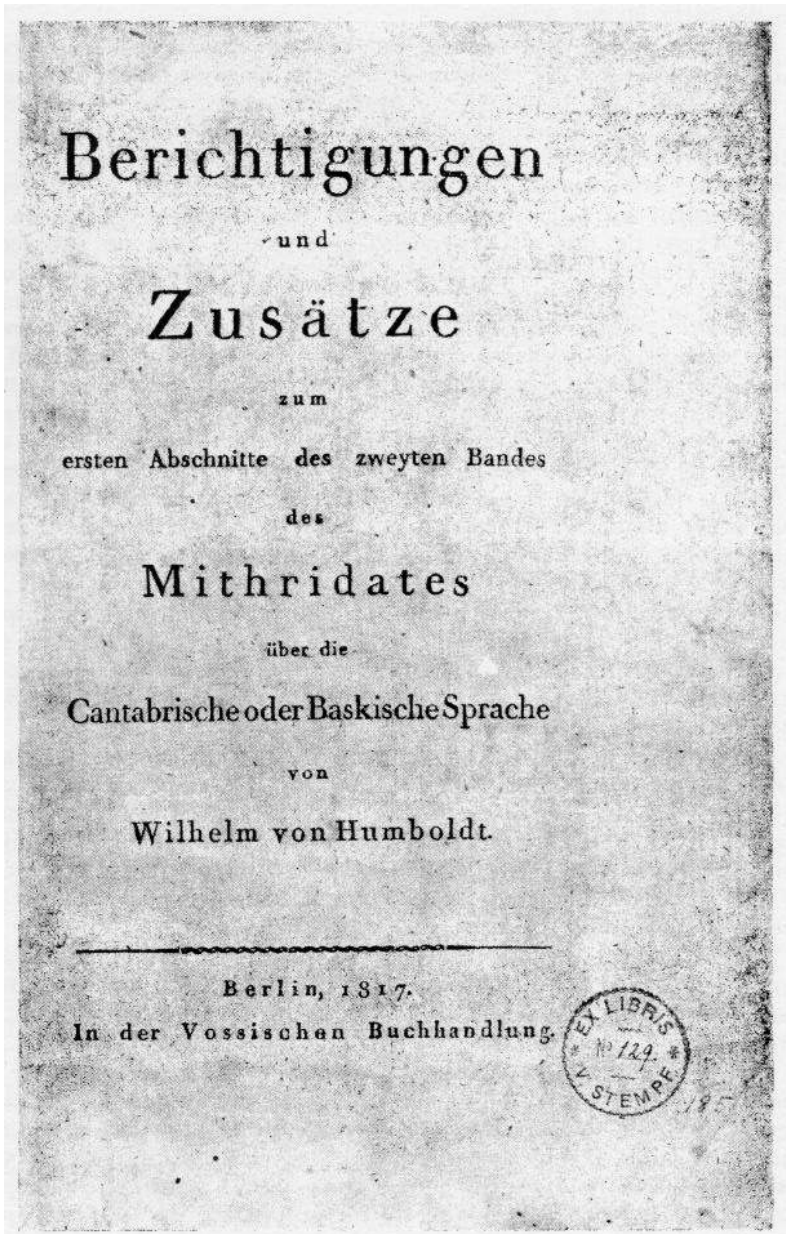 Berichtigungen
und
Zusätze
zum
ersten Abschnitte des zweyten Bandes
des
Mithridates
über die
Cantabrische oder Baskische Sprache
von
Wilhelm von Humboldt.
Berlin, 1817.
In der Vossischen Buchhandlung.
EX LIBRIS
No 129.
V. STEMPF